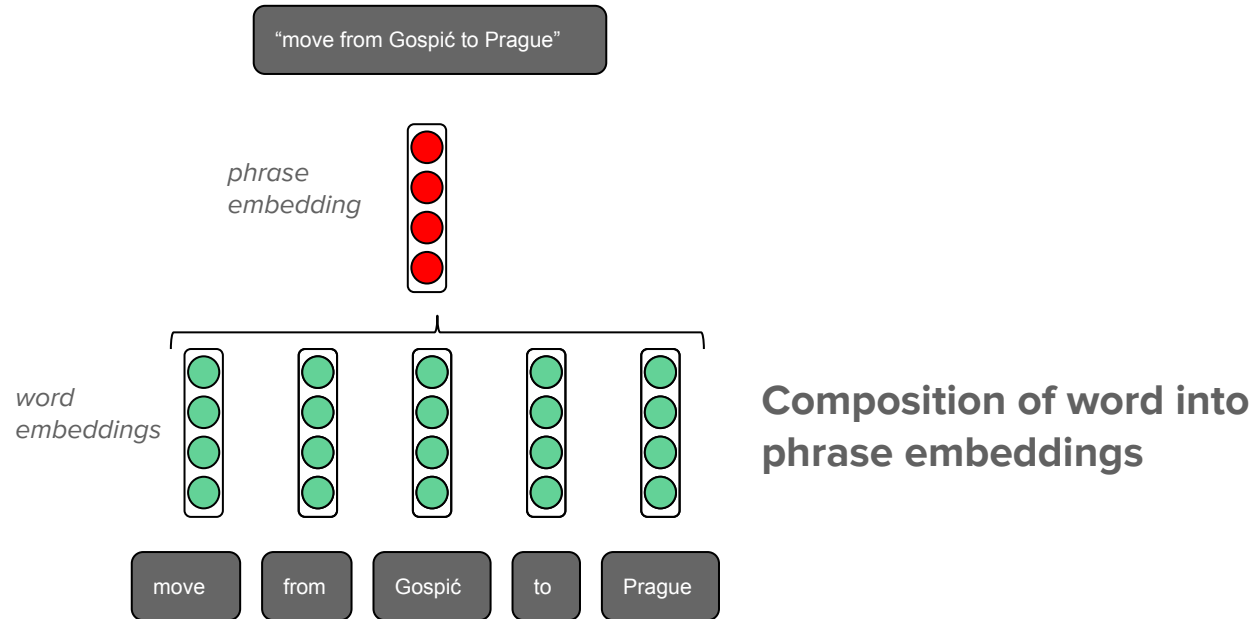 “move from Gospić to Prague”
phrase
embedding
word
embeddings
Composition of word into
phrase embeddings
move from Gospić to Prague